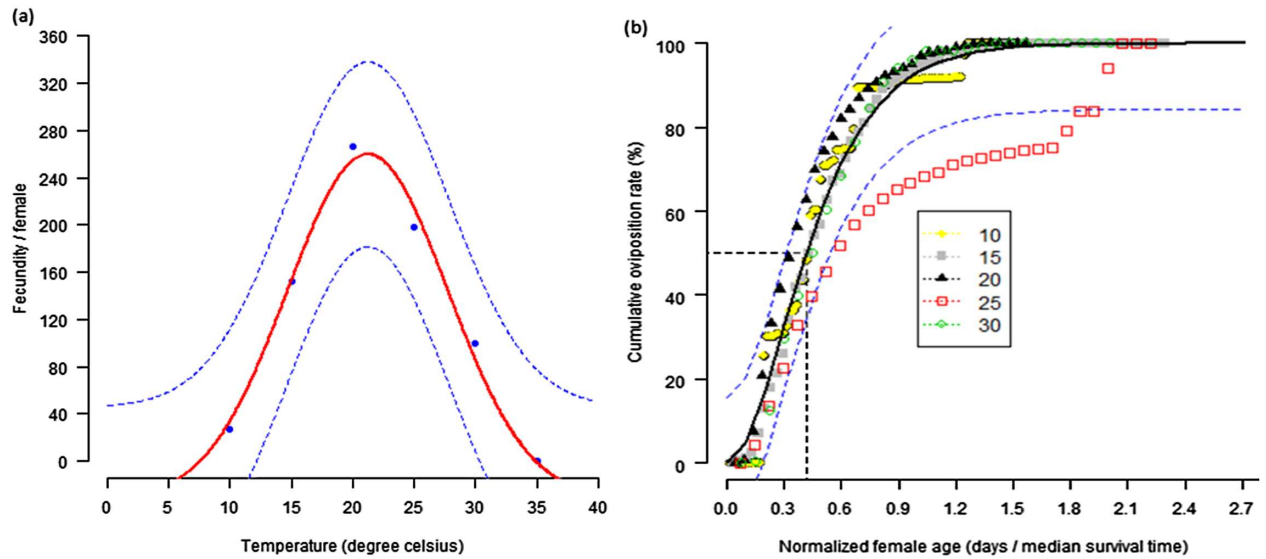 (a)
360
320
280
240
200
160
120
80
40
0
Fecundity / female
0 5 10 15 20 25 30 35 40
Temperature (degree celsius)
(b)
100
80
60
40
20
0
Cumulative oviposition rate (%)
10
15
20
25
30
0.0 0.3 0.6 0.9 1.2 1.5 1.8 2.1 2.4 2.7
Normalized female age (days / median survival time)